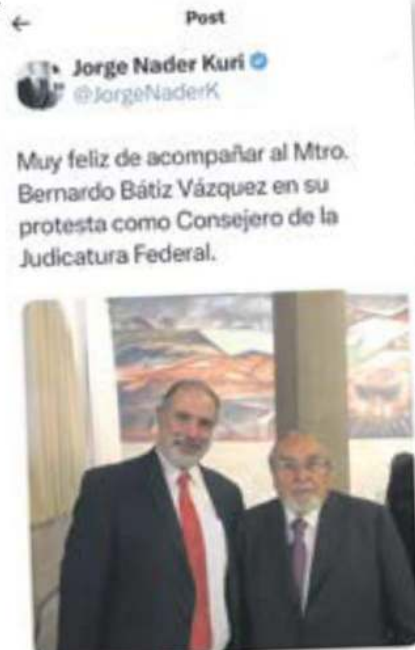 Post
Jorge Nader Kuri
@JorgeNaderK
Muy feliz de acompañar al Mtro.
Bernardo Bátiz Vázquez en su
protesta como Consejero de la
Judicatura Federal.